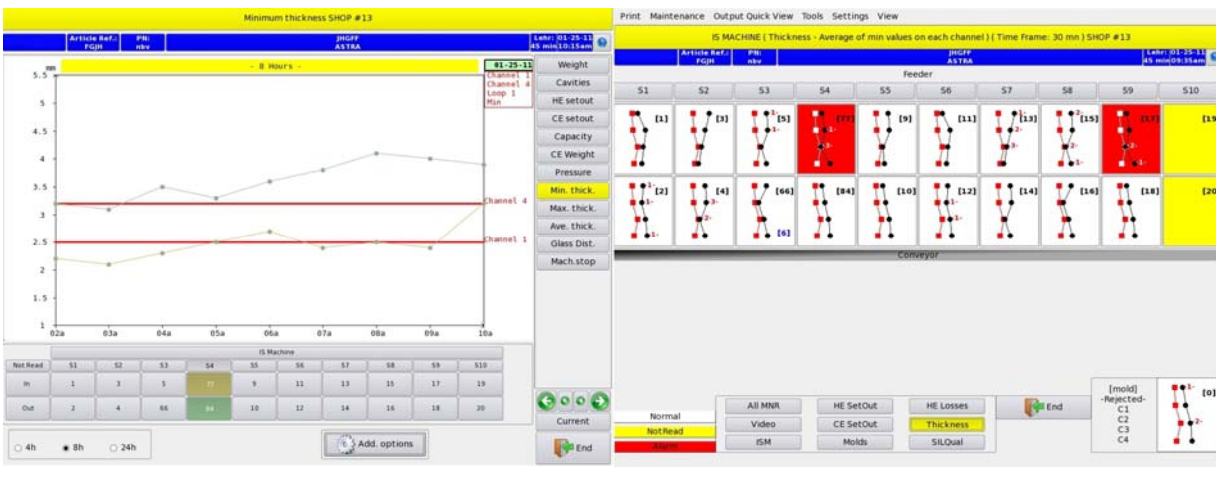 Minimum thickness SHOP #13
Article Ref.: PN: JHGFF Lehr: 01-25-11
FGJH nbv ASTRA 45 min 10:15am
mm - 8 Hours - 01-25-11
Channel 1
Channel 4
Loop 1
Min
5.5
5
4.5
4
3.5
3
2.5
2
1.5
1
Channel 4
Channel 1
02a 03a 04a 05a 06a 07a 08a 09a 10a
IS Machine
Not Read S1 S2 S3 S4 S5 S6 S7 S8 S9 S10
In 1 3 5 77 9 11 13 15 17 19
Out 2 4 66 84 10 12 14 16 18 20
4h 8h 24h Add. options
Weight
Cavities
HE setout
CE setout
Capacity
CE Weight
Pressure
Min. thick.
Max. thick.
Ave. thick.
Glass Dist.
Mach.stop
Current
End
Print Maintenance Output Quick View Tools Settings View
IS MACHINE ( Thickness - Average of min values on each channel ) ( Time Frame: 30 mn ) SHOP #13
Article Ref.: PN: JHGFF Lehr: 01-25-11
FGJH nbv ASTRA 45 min 09:35am
Feeder
S1 S2 S3 S4 S5 S6 S7 S8 S9 S10
[1] [3] [5] [77] [9] [11] [13] [15] [17] [19
[2] [4] [66] [84] [10] [12] [14] [16] [18] [20
[6]
Conveyor
Normal
NotRead
Alarm
All MNR HE SetOut HE Losses
Video CE SetOut Thickness
ISM Molds SILQual
End
[mold]
-Rejected-
C1
C2
C3
C4
[0]
1-
2-